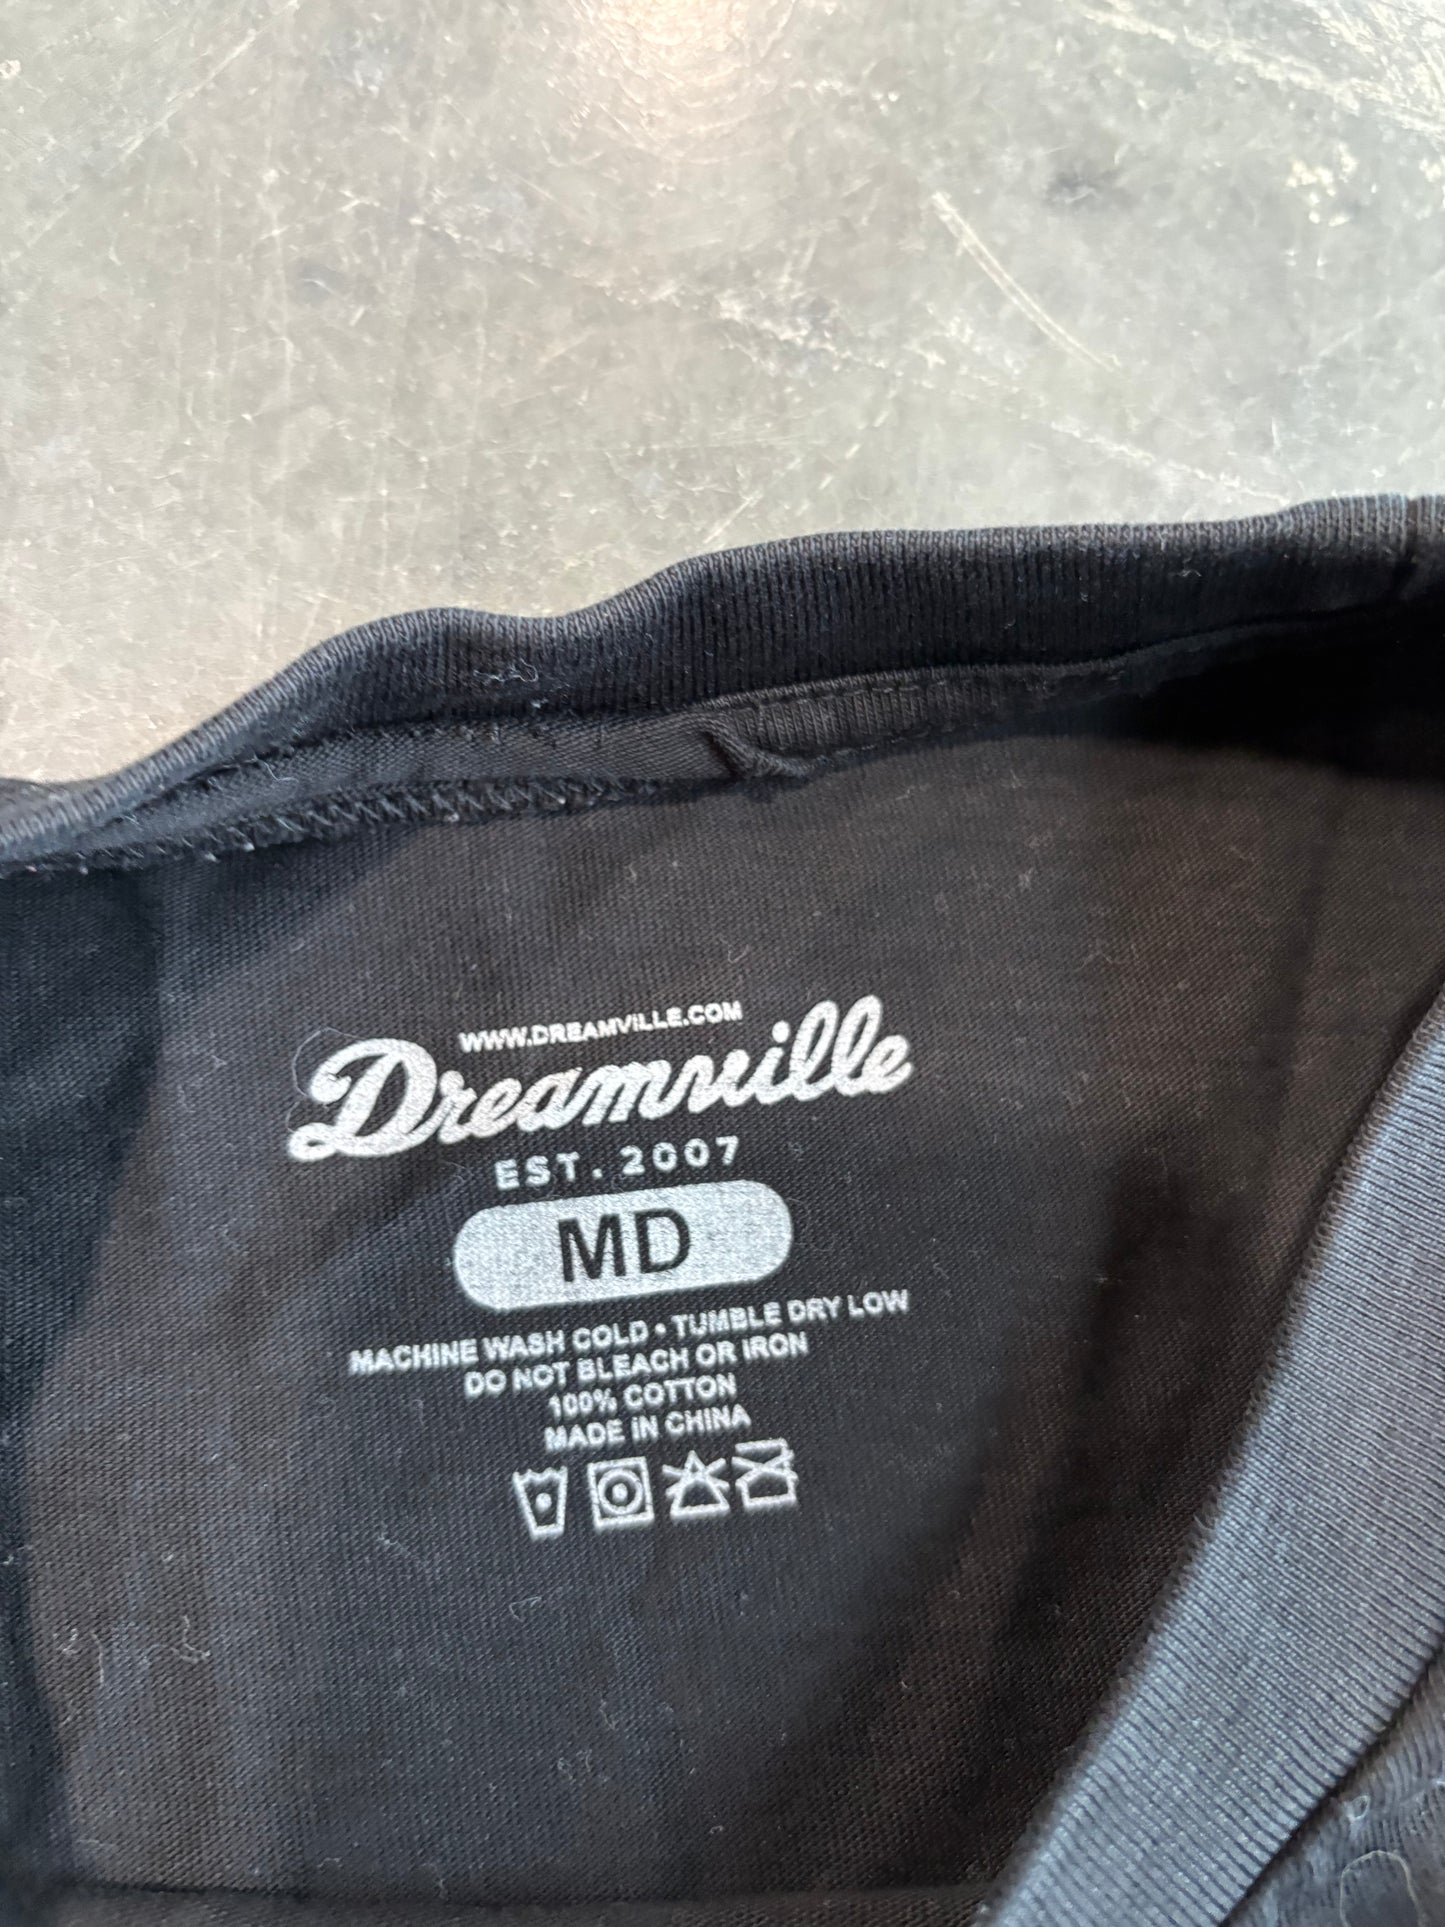 WWW.DREAMVILLE.COM
Dreamville
EST. 2007
MD
MACHINE WASH COLD • TUMBLE DRY LOW
DO NOT BLEACH OR IRON
100% COTTON
MADE IN CHINA